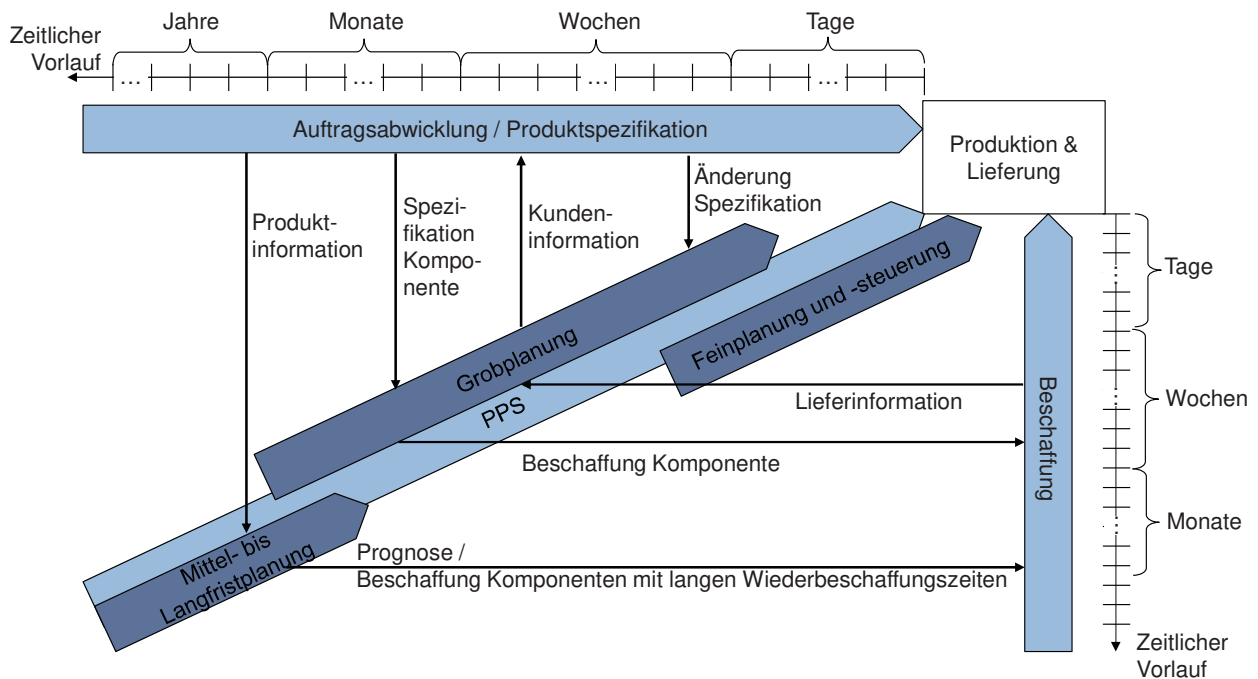 Jahre
Monate
Wochen
Tage
Zeitlicher
Vorlauf
...
...
...
...
Auftragsabwicklung / Produktspezifikation
Produktion &
Lieferung
Produkt-
information
Spezi-
fikation
Kompo-
nente
Kunden-
information
Änderung
Spezifikation
Grobplanung
PPS
Feinplanung und -steuerung
Mittel- bis
Langfristplanung
Lieferinformation
Beschaffung Komponente
Prognose /
Beschaffung Komponenten mit langen Wiederbeschaffungszeiten
Beschaffung
Tage
...
Wochen
...
Monate
...
Zeitlicher
Vorlauf